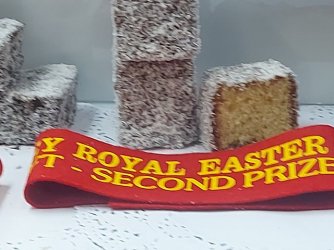 Y ROYAL EASTER
T - SECOND PRIZE